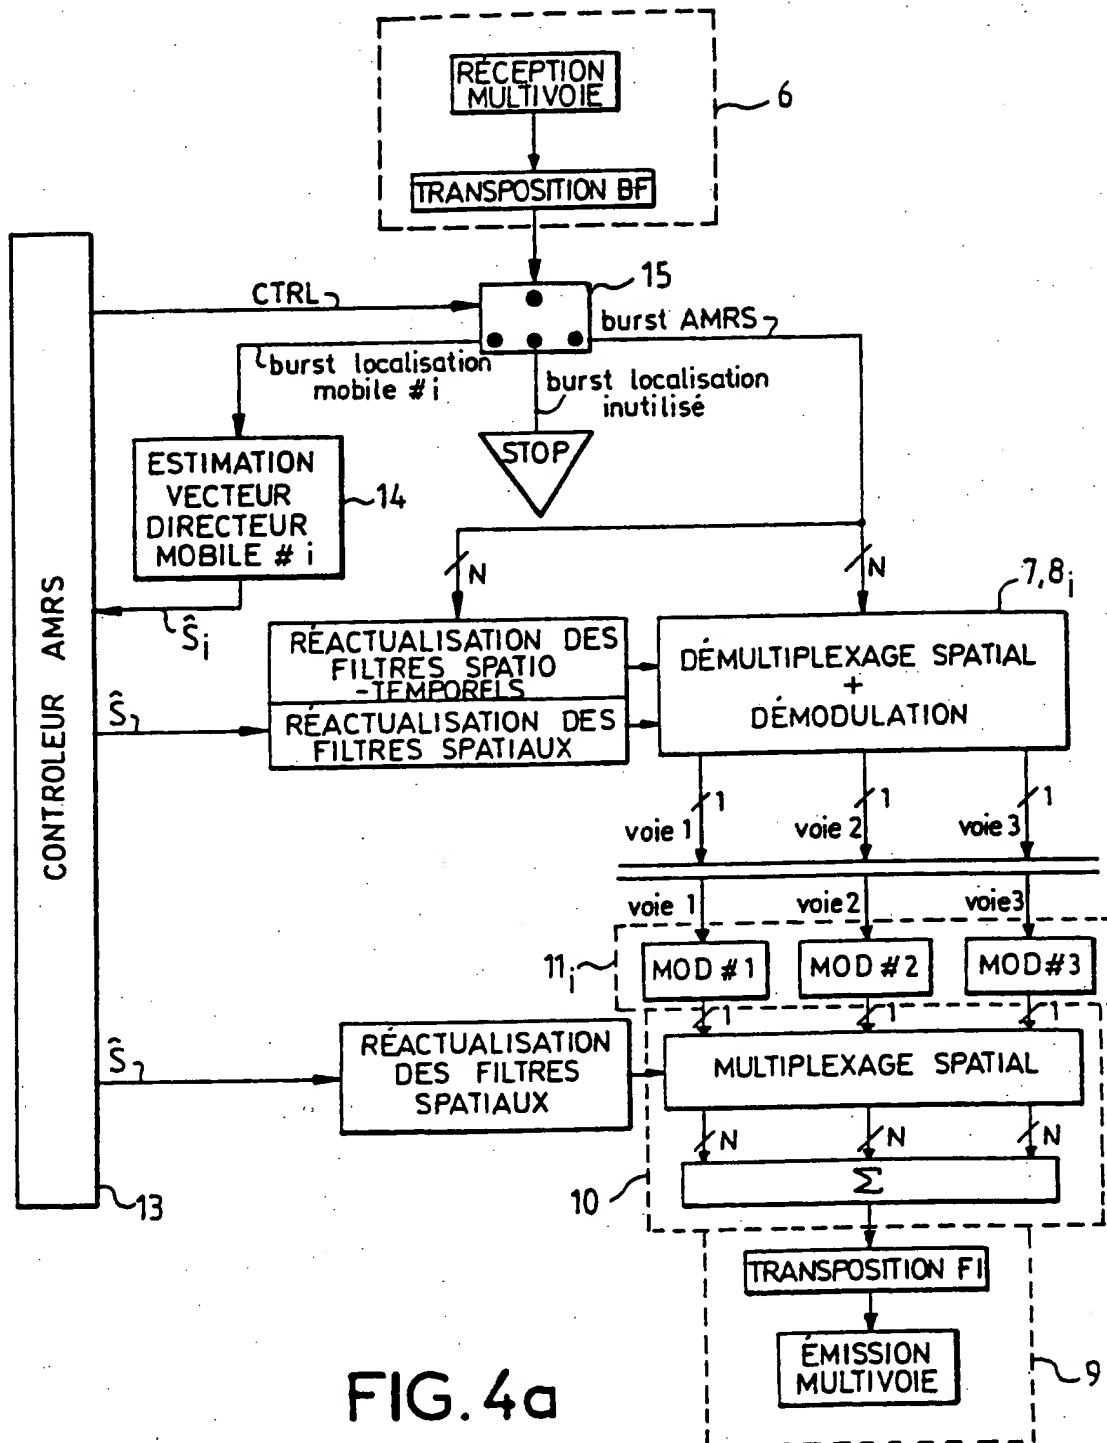 RÉCEPTION
MULTIVOIE
6
TRANSPOSITION BF
15
CTRL
burst AMRS
burst localisation
mobile # i
burst localisation
inutilisé
STOP
ESTIMATION
VECTEUR
DIRECTEUR
MOBILE # i
14
N
N
7,8i
Ŝi
RÉACTUALISATION DES
FILTRES SPATIO
-TEMPORELS
DÉMULTIPLEXAGE SPATIAL
+
DÉMODULATION
Ŝ
RÉACTUALISATION DES
FILTRES SPATIAUX
CONTROLEUR AMRS
1
1
1
voie 1
voie 2
voie 3
voie 1
voie 2
voie 3
11i
MOD #1
MOD #2
MOD #3
1
1
1
Ŝ
RÉACTUALISATION
DES FILTRES
SPATIAUX
MULTIPLEXAGE SPATIAL
N
N
N
Σ
10
13
TRANSPOSITION FI
ÉMISSION
MULTIVOIE
9
FIG. 4a